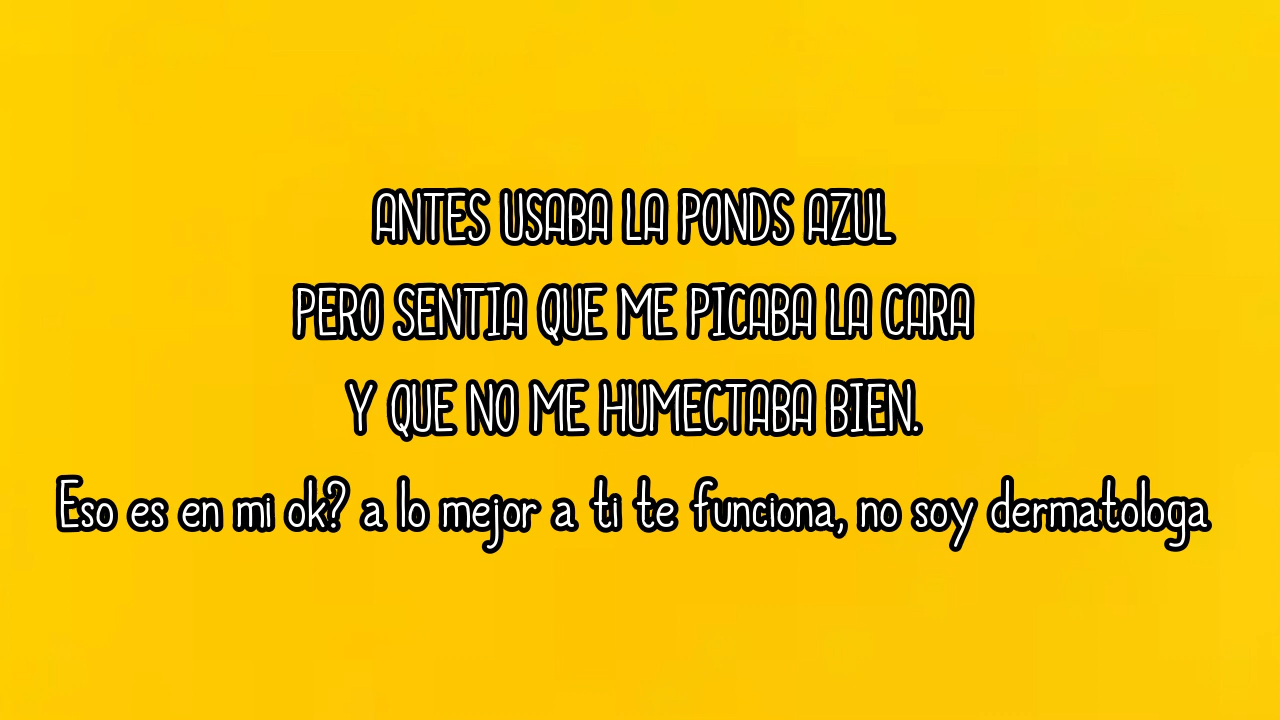 ANTES USABA LA PONDS AZUL
PERO SENTIA QUE ME PICABA LA CARA
Y QUE NO ME HUMECTABA BIEN.
Eso es en mi ok? a lo mejor a ti te funciona, no soy dermatologa